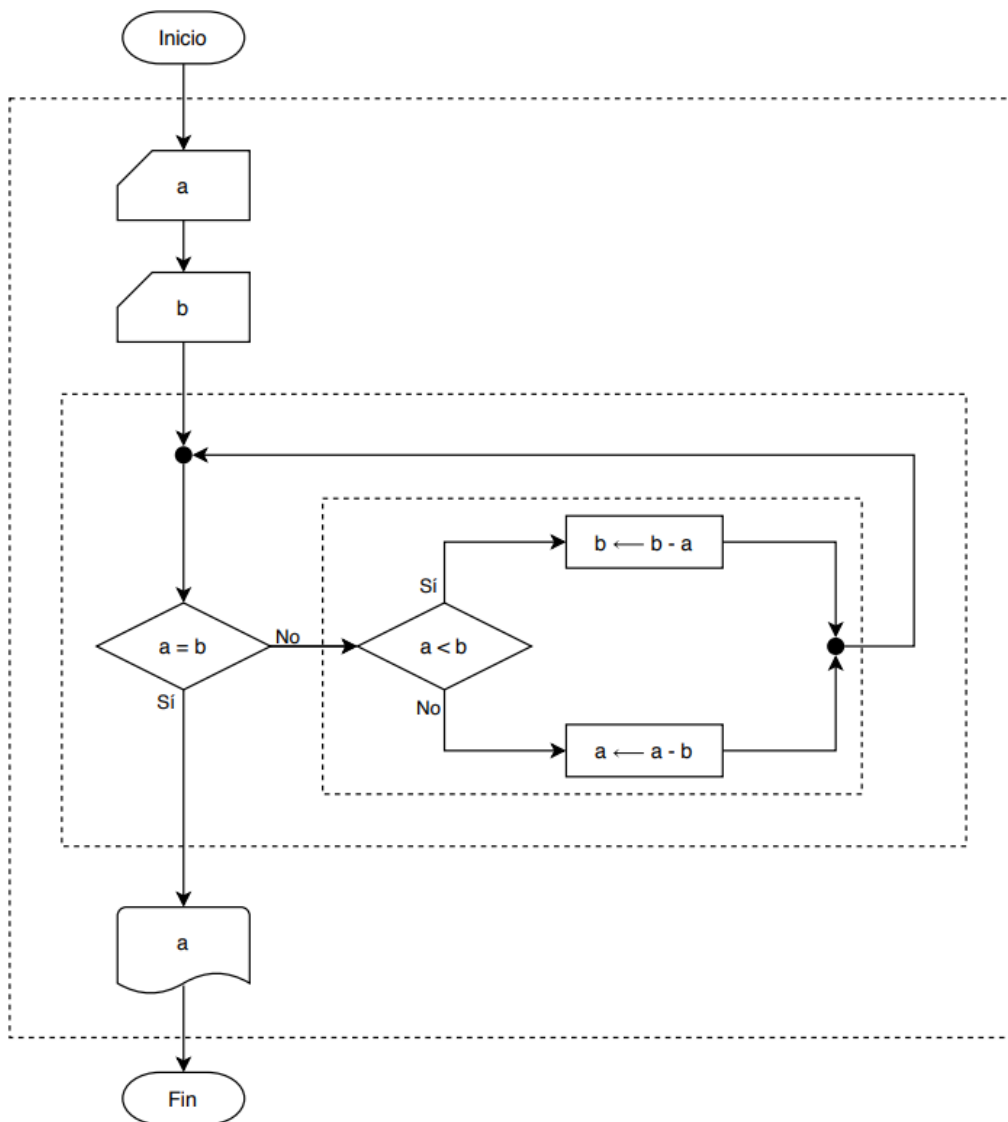 Inicio
a
b
b ⟵ b - a
Sí
a = b
No
a < b
Sí
No
a ⟵ a - b
a
Fin